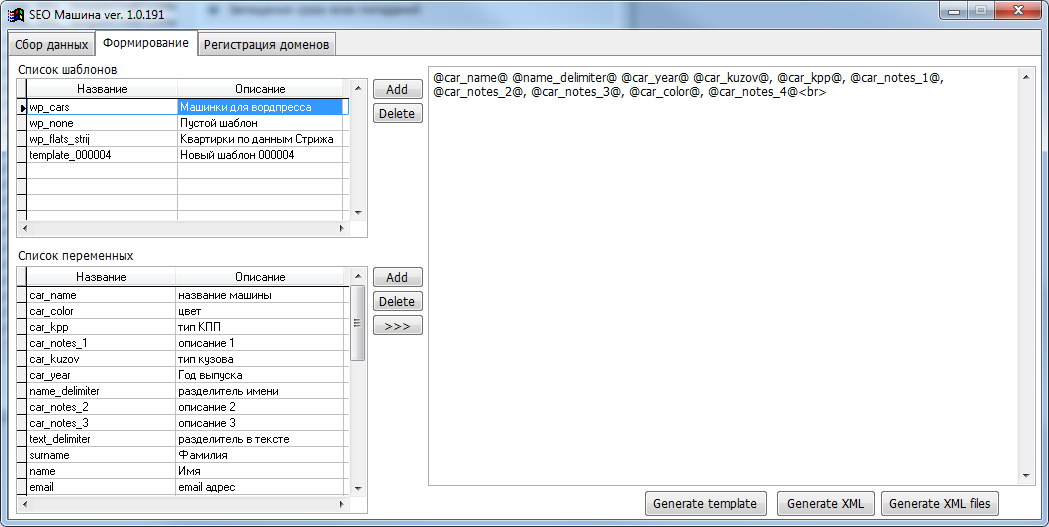 SEO Машина ver. 1.0.191
Сбор данных Формирование Регистрация доменов
Список шаблонов
Название Описание
wp_cars Машинки для вордпресса
wp_none Пустой шаблон
wp_flats_strij Квартирки по данным Стрижа
template_000004 Новый шаблон 000004
Add
Delete
Список переменных
Название Описание
car_name название машины
car_color цвет
car_kpp тип КПП
car_notes_1 описание 1
car_kuzov тип кузова
car_year Год выпуска
name_delimiter разделитель имени
car_notes_2 описание 2
car_notes_3 описание 3
text_delimiter разделитель в тексте
surname Фамилия
name Имя
email email адрес
Add
Delete
>>>
@car_name@ @name_delimiter@ @car_year@ @car_kuzov@, @car_kpp@, @car_notes_1@,
@car_notes_2@, @car_notes_3@, @car_color@, @car_notes_4@<br>
Generate template Generate XML Generate XML files